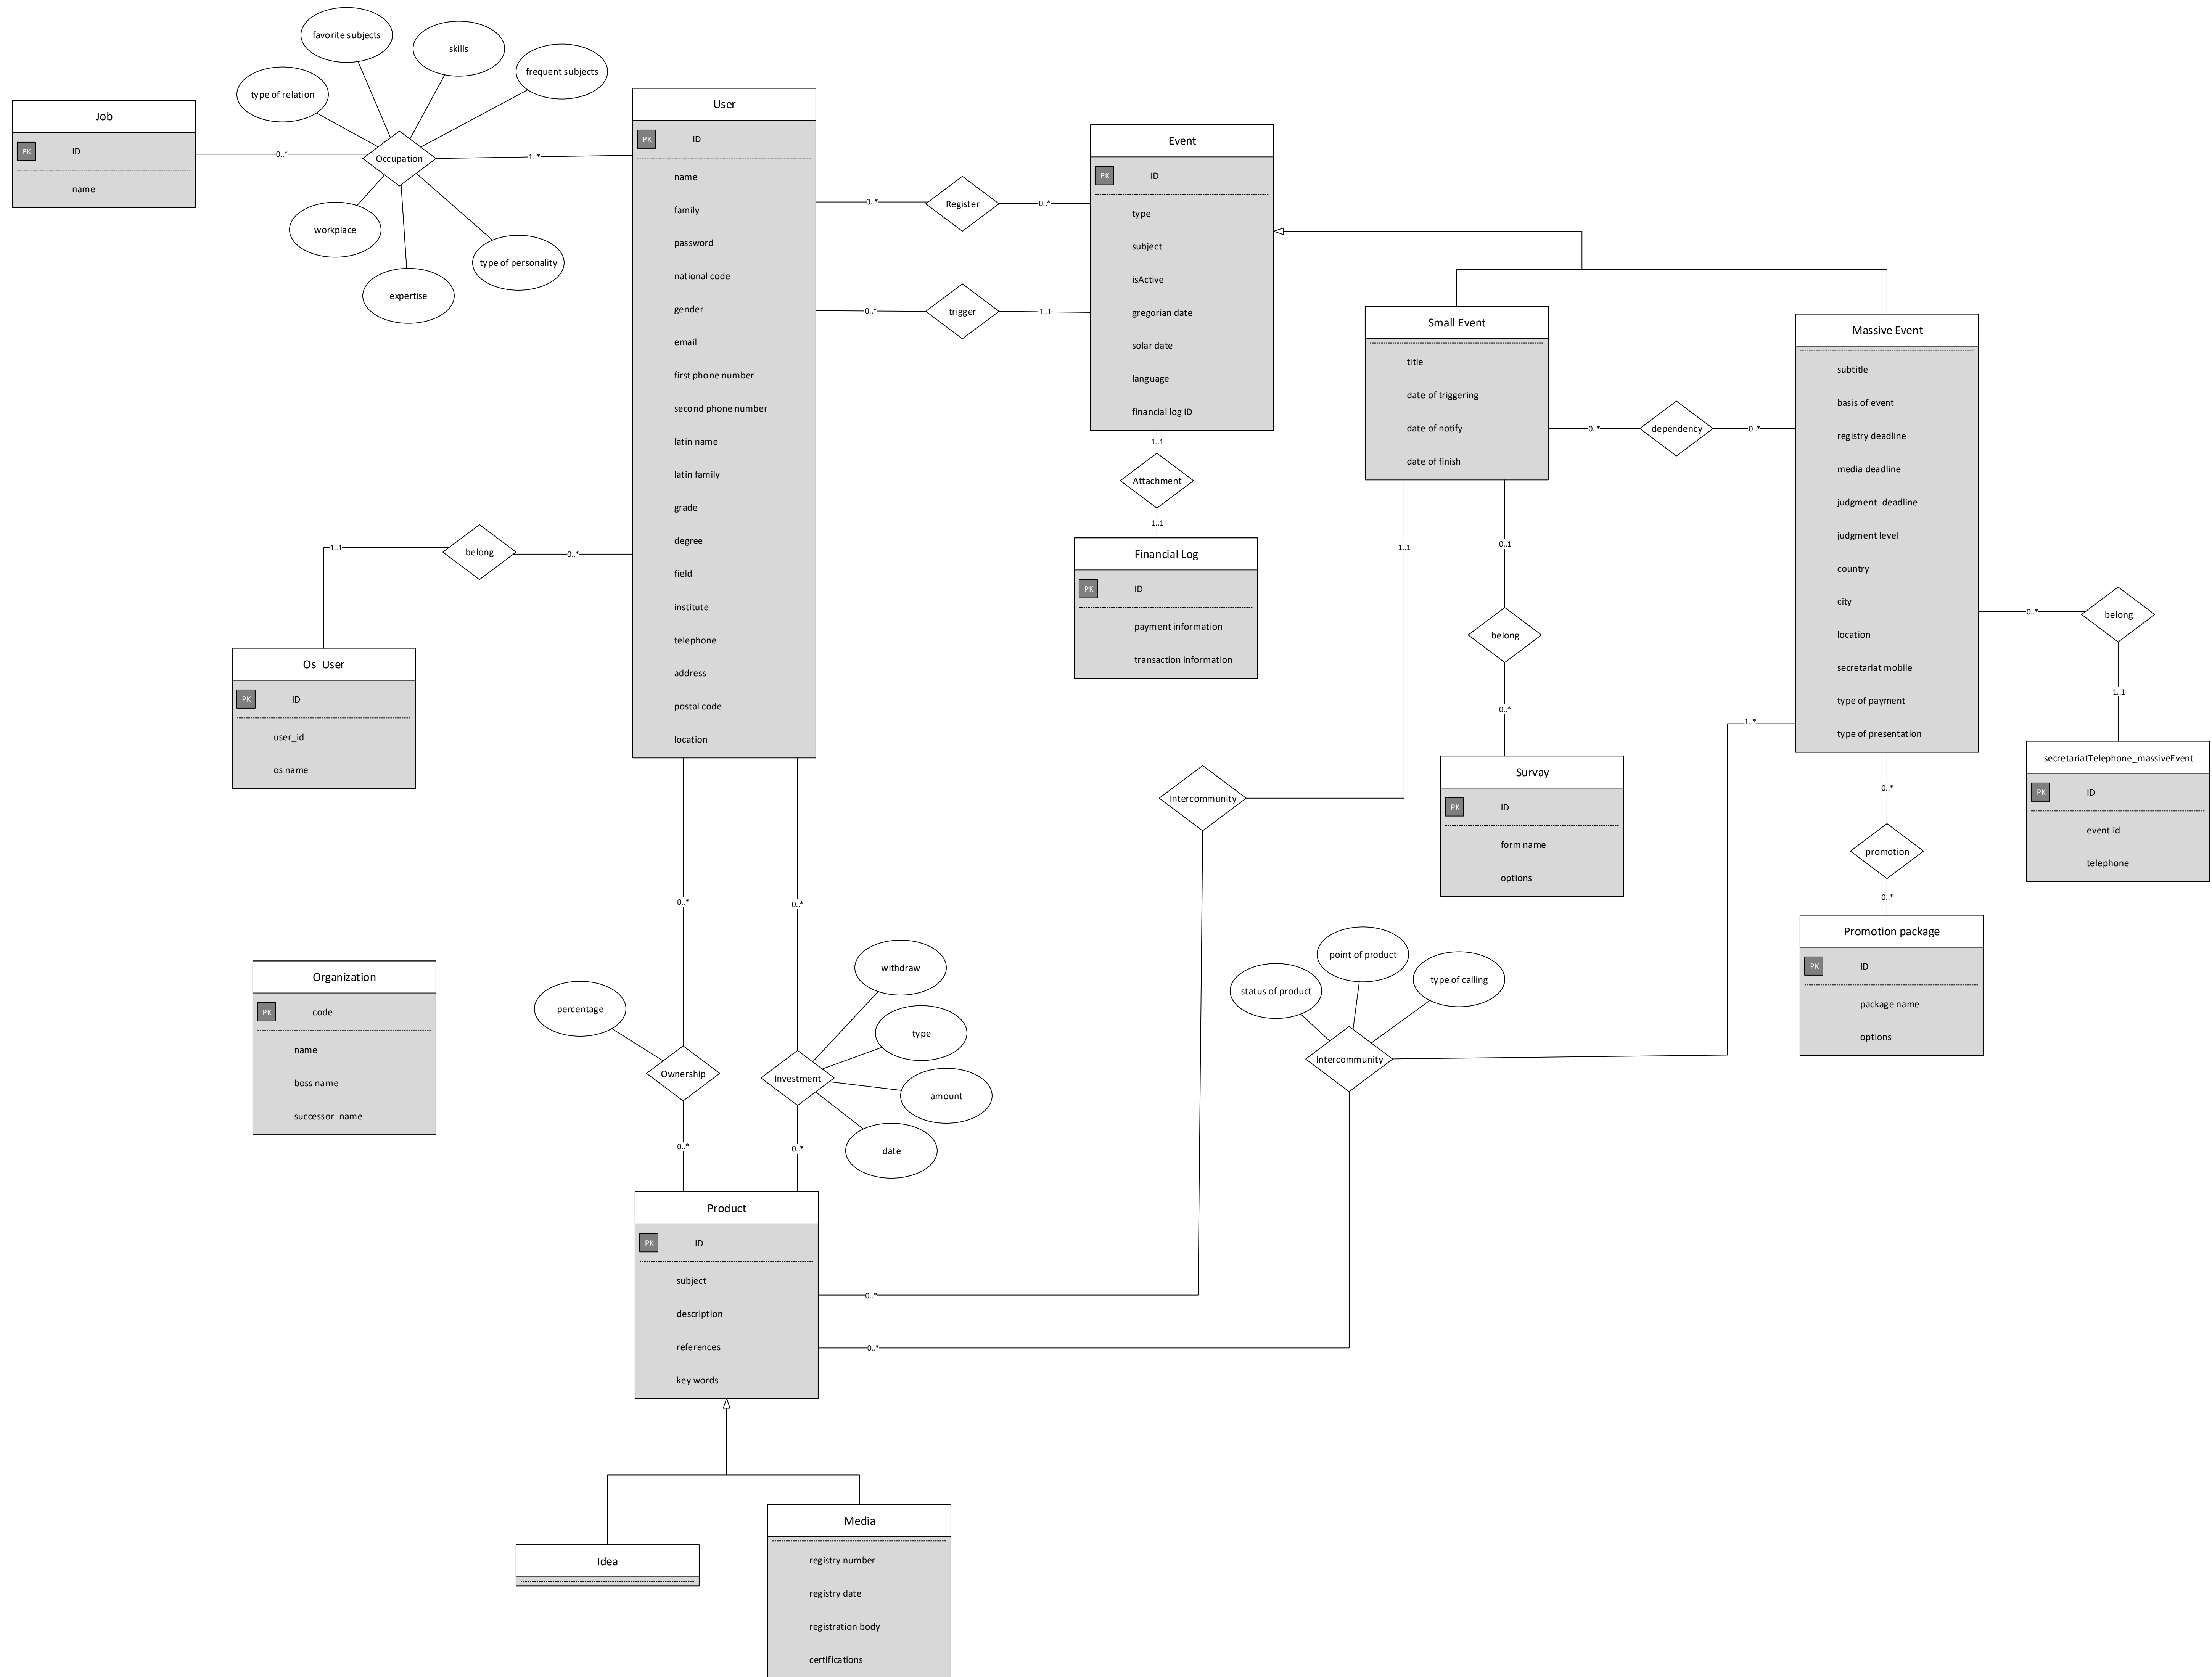 Job
PK
ID
name
favorite subjects
skills
frequent subjects
type of relation
Occupation
workplace
expertise
type of personality
0..*
1..*
User
PK
ID
name
family
password
national code
gender
email
first phone number
second phone number
latin name
latin family
grade
degree
field
institute
telephone
address
postal code
location
0..*
Register
0..*
0..*
trigger
1..1
Event
PK
ID
type
subject
isActive
gregorian date
solar date
language
financial log ID
1..1
Attachment
1..1
Financial Log
PK
ID
payment information
transaction information
Small Event
title
date of triggering
date of notify
date of finish
0..*
dependency
0..*
Massive Event
subtitle
basis of event
registry deadline
media deadline
judgment  deadline
judgment level
country
city
location
secretariat mobile
type of payment
type of presentation
0..*
belong
1..1
secretariatTelephone_massiveEvent
PK
ID
event id
telephone
1..1
belong
0..*
Os_User
PK
ID
user_id
os name
1..1
0..1
belong
0..*
Survay
PK
ID
form name
options
Intercommunity
1..*
0..*
promotion
0..*
Promotion package
PK
ID
package name
options
0..*
0..*
Organization
PK
code
name
boss name
successor  name
percentage
Ownership
withdraw
type
Investment
amount
date
0..*
0..*
status of product
point of product
type of calling
Intercommunity
Product
PK
ID
subject
description
references
key words
0..*
0..*
Idea
Media
registry number
registry date
registration body
certifications